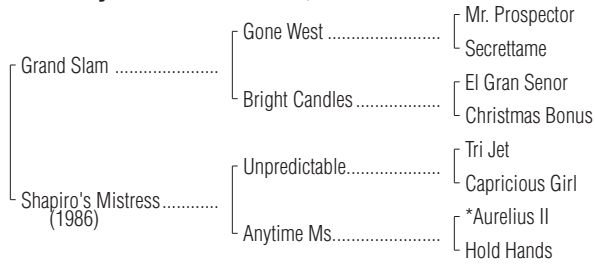 Mr. Prospector
Gone West ....................
Secrettame
Grand Slam ....................
El Gran Senor
Bright Candles...............
Christmas Bonus
Tri Jet
Unpredictable.................
Capricious Girl
Shapiro's Mistress...........
(1986)
*Aurelius II
Anytime Ms....................
Hold Hands